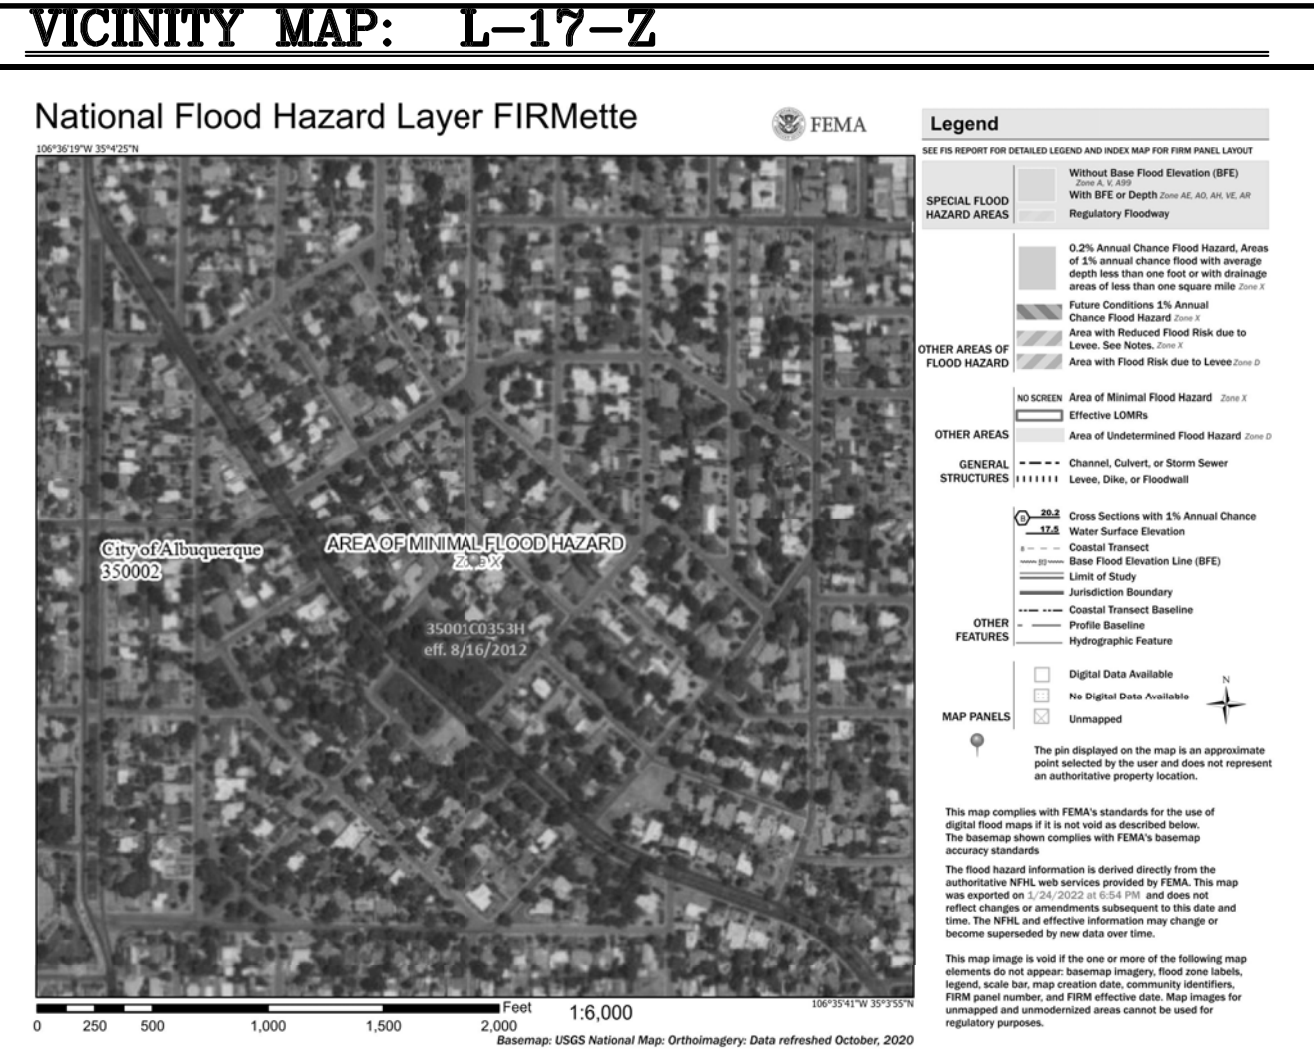 VICINITY MAP: L-17-Z
National Flood Hazard Layer FIRMette
FEMA
106°36'19"W 35°4'25"N
City of Albuquerque
350002
AREA OF MINIMAL FLOOD HAZARD
Zone X
35001C0353H
eff. 8/16/2012
106°35'41"W 35°3'55"N
Feet
1:6,000
0 250 500 1,000 1,500 2,000
Basemap: USGS National Map: Orthoimagery: Data refreshed October, 2020
Legend
SEE FIS REPORT FOR DETAILED LEGEND AND INDEX MAP FOR FIRM PANEL LAYOUT
SPECIAL FLOOD
HAZARD AREAS
Without Base Flood Elevation (BFE)
Zone A, V, A99
With BFE or Depth Zone AE, AO, AH, VE, AR
Regulatory Floodway
OTHER AREAS OF
FLOOD HAZARD
0.2% Annual Chance Flood Hazard, Areas
of 1% annual chance flood with average
depth less than one foot or with drainage
areas of less than one square mile Zone X
Future Conditions 1% Annual
Chance Flood Hazard Zone X
Area with Reduced Flood Risk due to
Levee. See Notes. Zone X
Area with Flood Risk due to Levee Zone D
OTHER AREAS
NO SCREEN Area of Minimal Flood Hazard Zone X
Effective LOMRs
Area of Undetermined Flood Hazard Zone D
GENERAL
STRUCTURES
Channel, Culvert, or Storm Sewer
Levee, Dike, or Floodwall
OTHER
FEATURES
20.2 Cross Sections with 1% Annual Chance
17.5 Water Surface Elevation
Coastal Transect
Base Flood Elevation Line (BFE)
Limit of Study
Jurisdiction Boundary
Coastal Transect Baseline
Profile Baseline
Hydrographic Feature
MAP PANELS
Digital Data Available
No Digital Data Available
Unmapped
N
The pin displayed on the map is an approximate
point selected by the user and does not represent
an authoritative property location.
This map complies with FEMA's standards for the use of
digital flood maps if it is not void as described below.
The basemap shown complies with FEMA's basemap
accuracy standards
The flood hazard information is derived directly from the
authoritative NFHL web services provided by FEMA. This map
was exported on 1/24/2022 at 6:54 PM and does not
reflect changes or amendments subsequent to this date and
time. The NFHL and effective information may change or
become superseded by new data over time.
This map image is void if the one or more of the following map
elements do not appear: basemap imagery, flood zone labels,
legend, scale bar, map creation date, community identifiers,
FIRM panel number, and FIRM effective date. Map images for
unmapped and unmodernized areas cannot be used for
regulatory purposes.